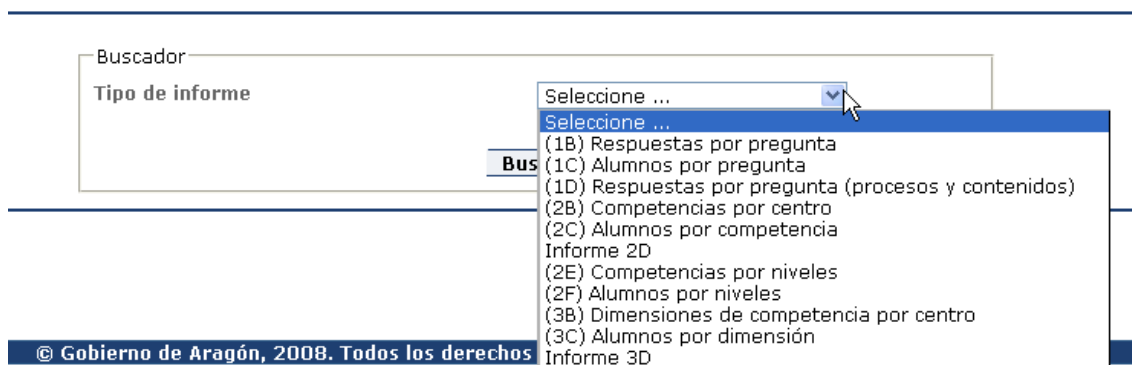 Buscador
Tipo de informe
Seleccione ...
Seleccione ...
(1B) Respuestas por pregunta
(1C) Alumnos por pregunta
Bus
(1D) Respuestas por pregunta (procesos y contenidos)
(2B) Competencias por centro
(2C) Alumnos por competencia
Informe 2D
(2E) Competencias por niveles
(2F) Alumnos por niveles
(3B) Dimensiones de competencia por centro
(3C) Alumnos por dimensión
Informe 3D
© Gobierno de Aragón, 2008. Todos los derechos